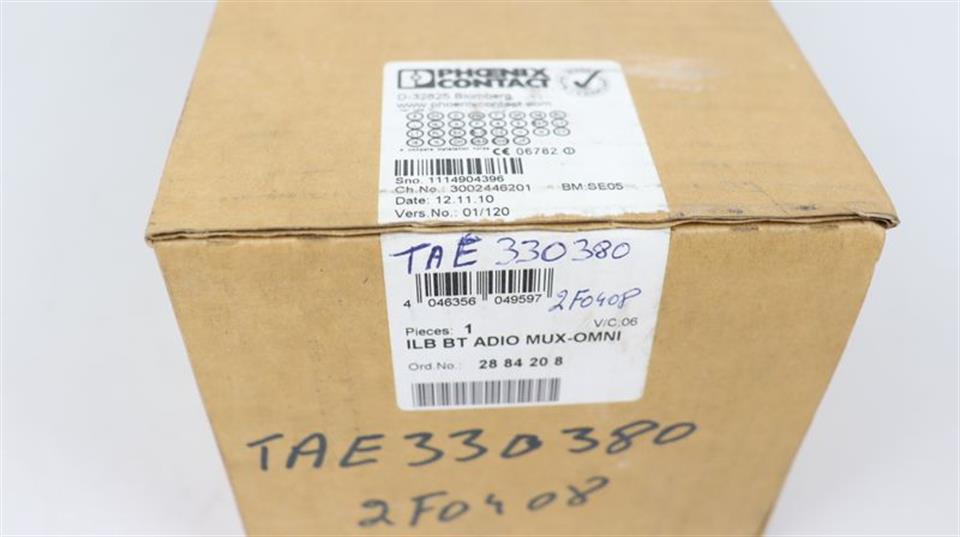 PHŒNIX
CONTACT
D-32825 Blomberg
www.phoenixcontact.com
CE 06782
Sno. 1114904396
Ch.No.: 3002446201 BM:SE05
Date: 12.11.10
Vers.No.: 01/120
TAE 330380
4 046356 049597
2F0408
Pieces: 1 V/C.06
ILB BT ADIO MUX-OMNI
Ord.No.: 28 84 20 8
TAE330380
2F0408